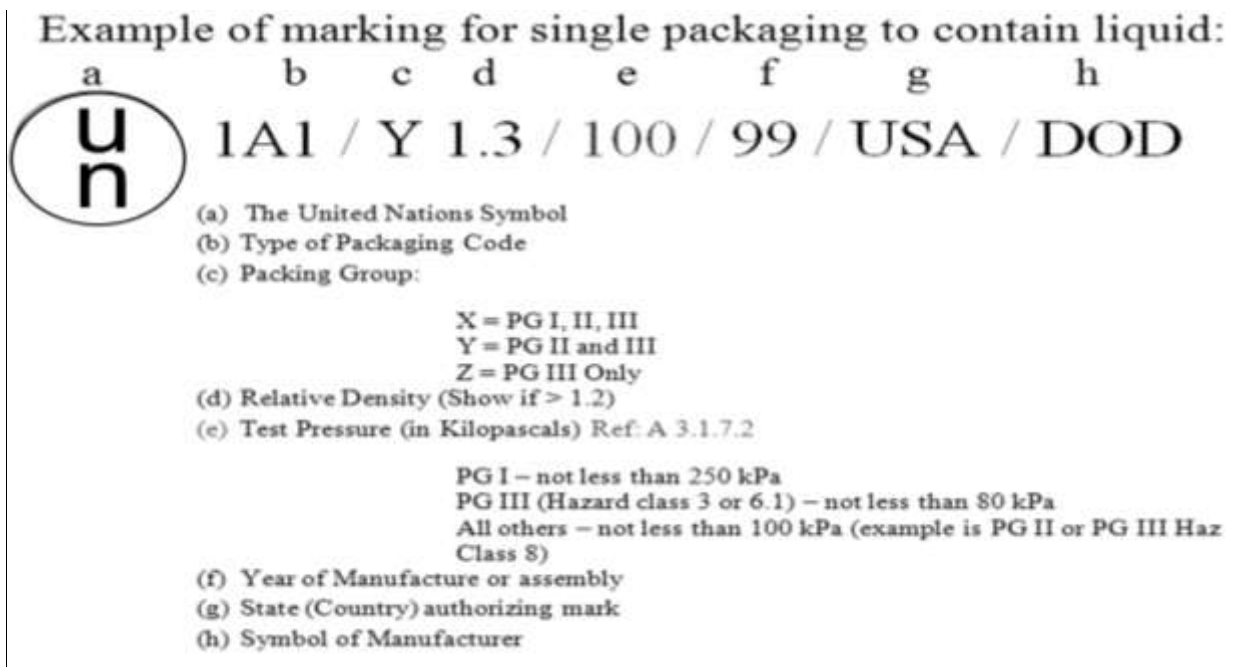 Example of marking for single packaging to contain liquid:
a b c d e f g h
u
n
1A1 / Y 1.3 / 100 / 99 / USA / DOD
(a) The United Nations Symbol
(b) Type of Packaging Code
(c) Packing Group:
X = PG I, II, III
Y = PG II and III
Z = PG III Only
(d) Relative Density (Show if > 1.2)
(e) Test Pressure (in Kilopascals) Ref: A 3.1.7.2
PG I – not less than 250 kPa
PG III (Hazard class 3 or 6.1) – not less than 80 kPa
All others – not less than 100 kPa (example is PG II or PG III Haz
Class 8)
(f) Year of Manufacture or assembly
(g) State (Country) authorizing mark
(h) Symbol of Manufacturer